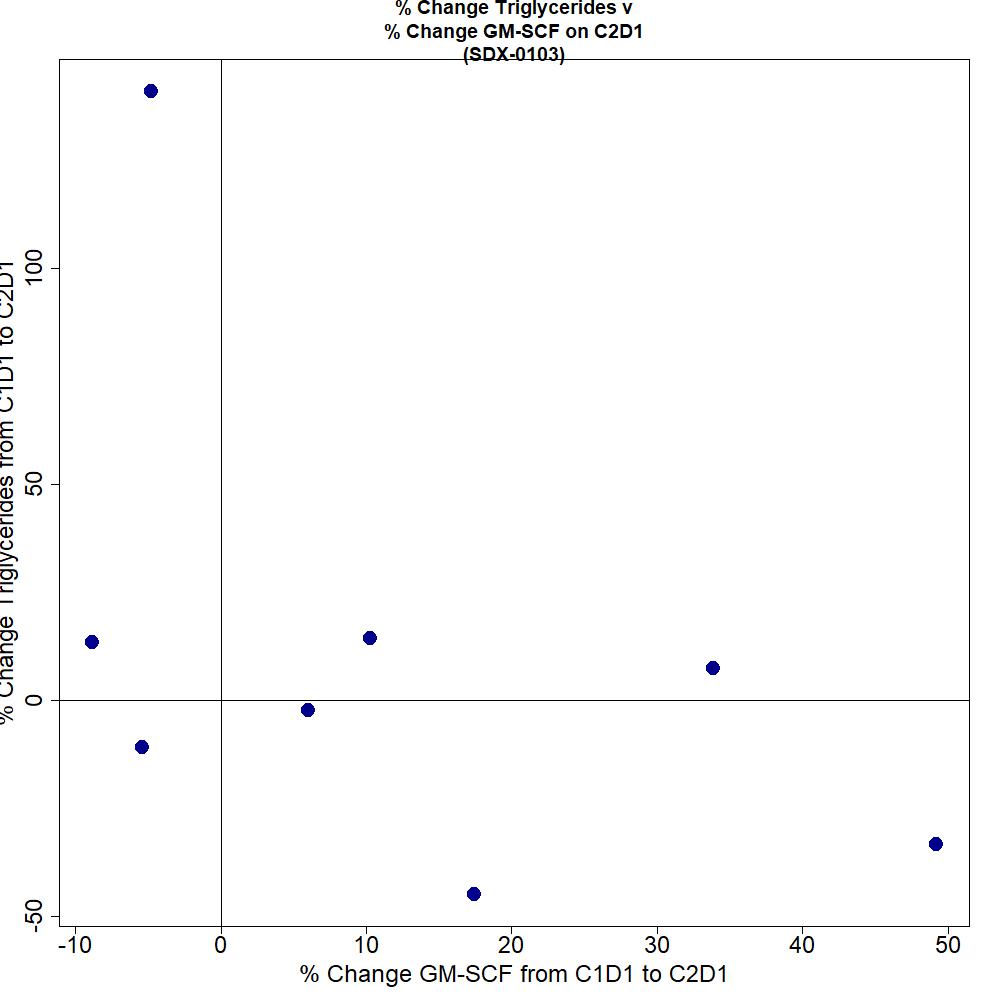 % Change Triglycerides v
% Change GM-SCF on C2D1
(SDX-0103)
% Change Triglycerides from C1D1 to C2D1
100
50
0
-50
-10 0 10 20 30 40 50
% Change GM-SCF from C1D1 to C2D1